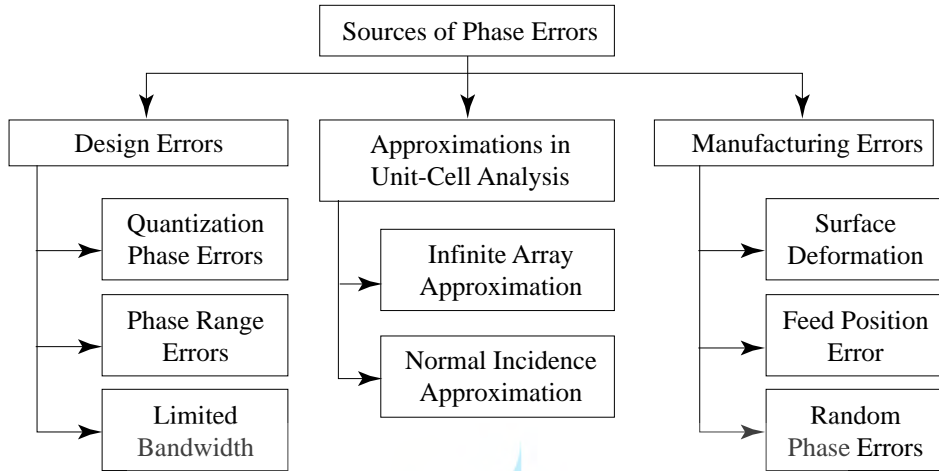 Sources of Phase Errors
Design Errors
Quantization
Phase Errors
Phase Range
Errors
Limited
Bandwidth
Approximations in
Unit-Cell Analysis
Infinite Array
Approximation
Normal Incidence
Approximation
Manufacturing Errors
Surface
Deformation
Feed Position
Error
Random
Phase Errors